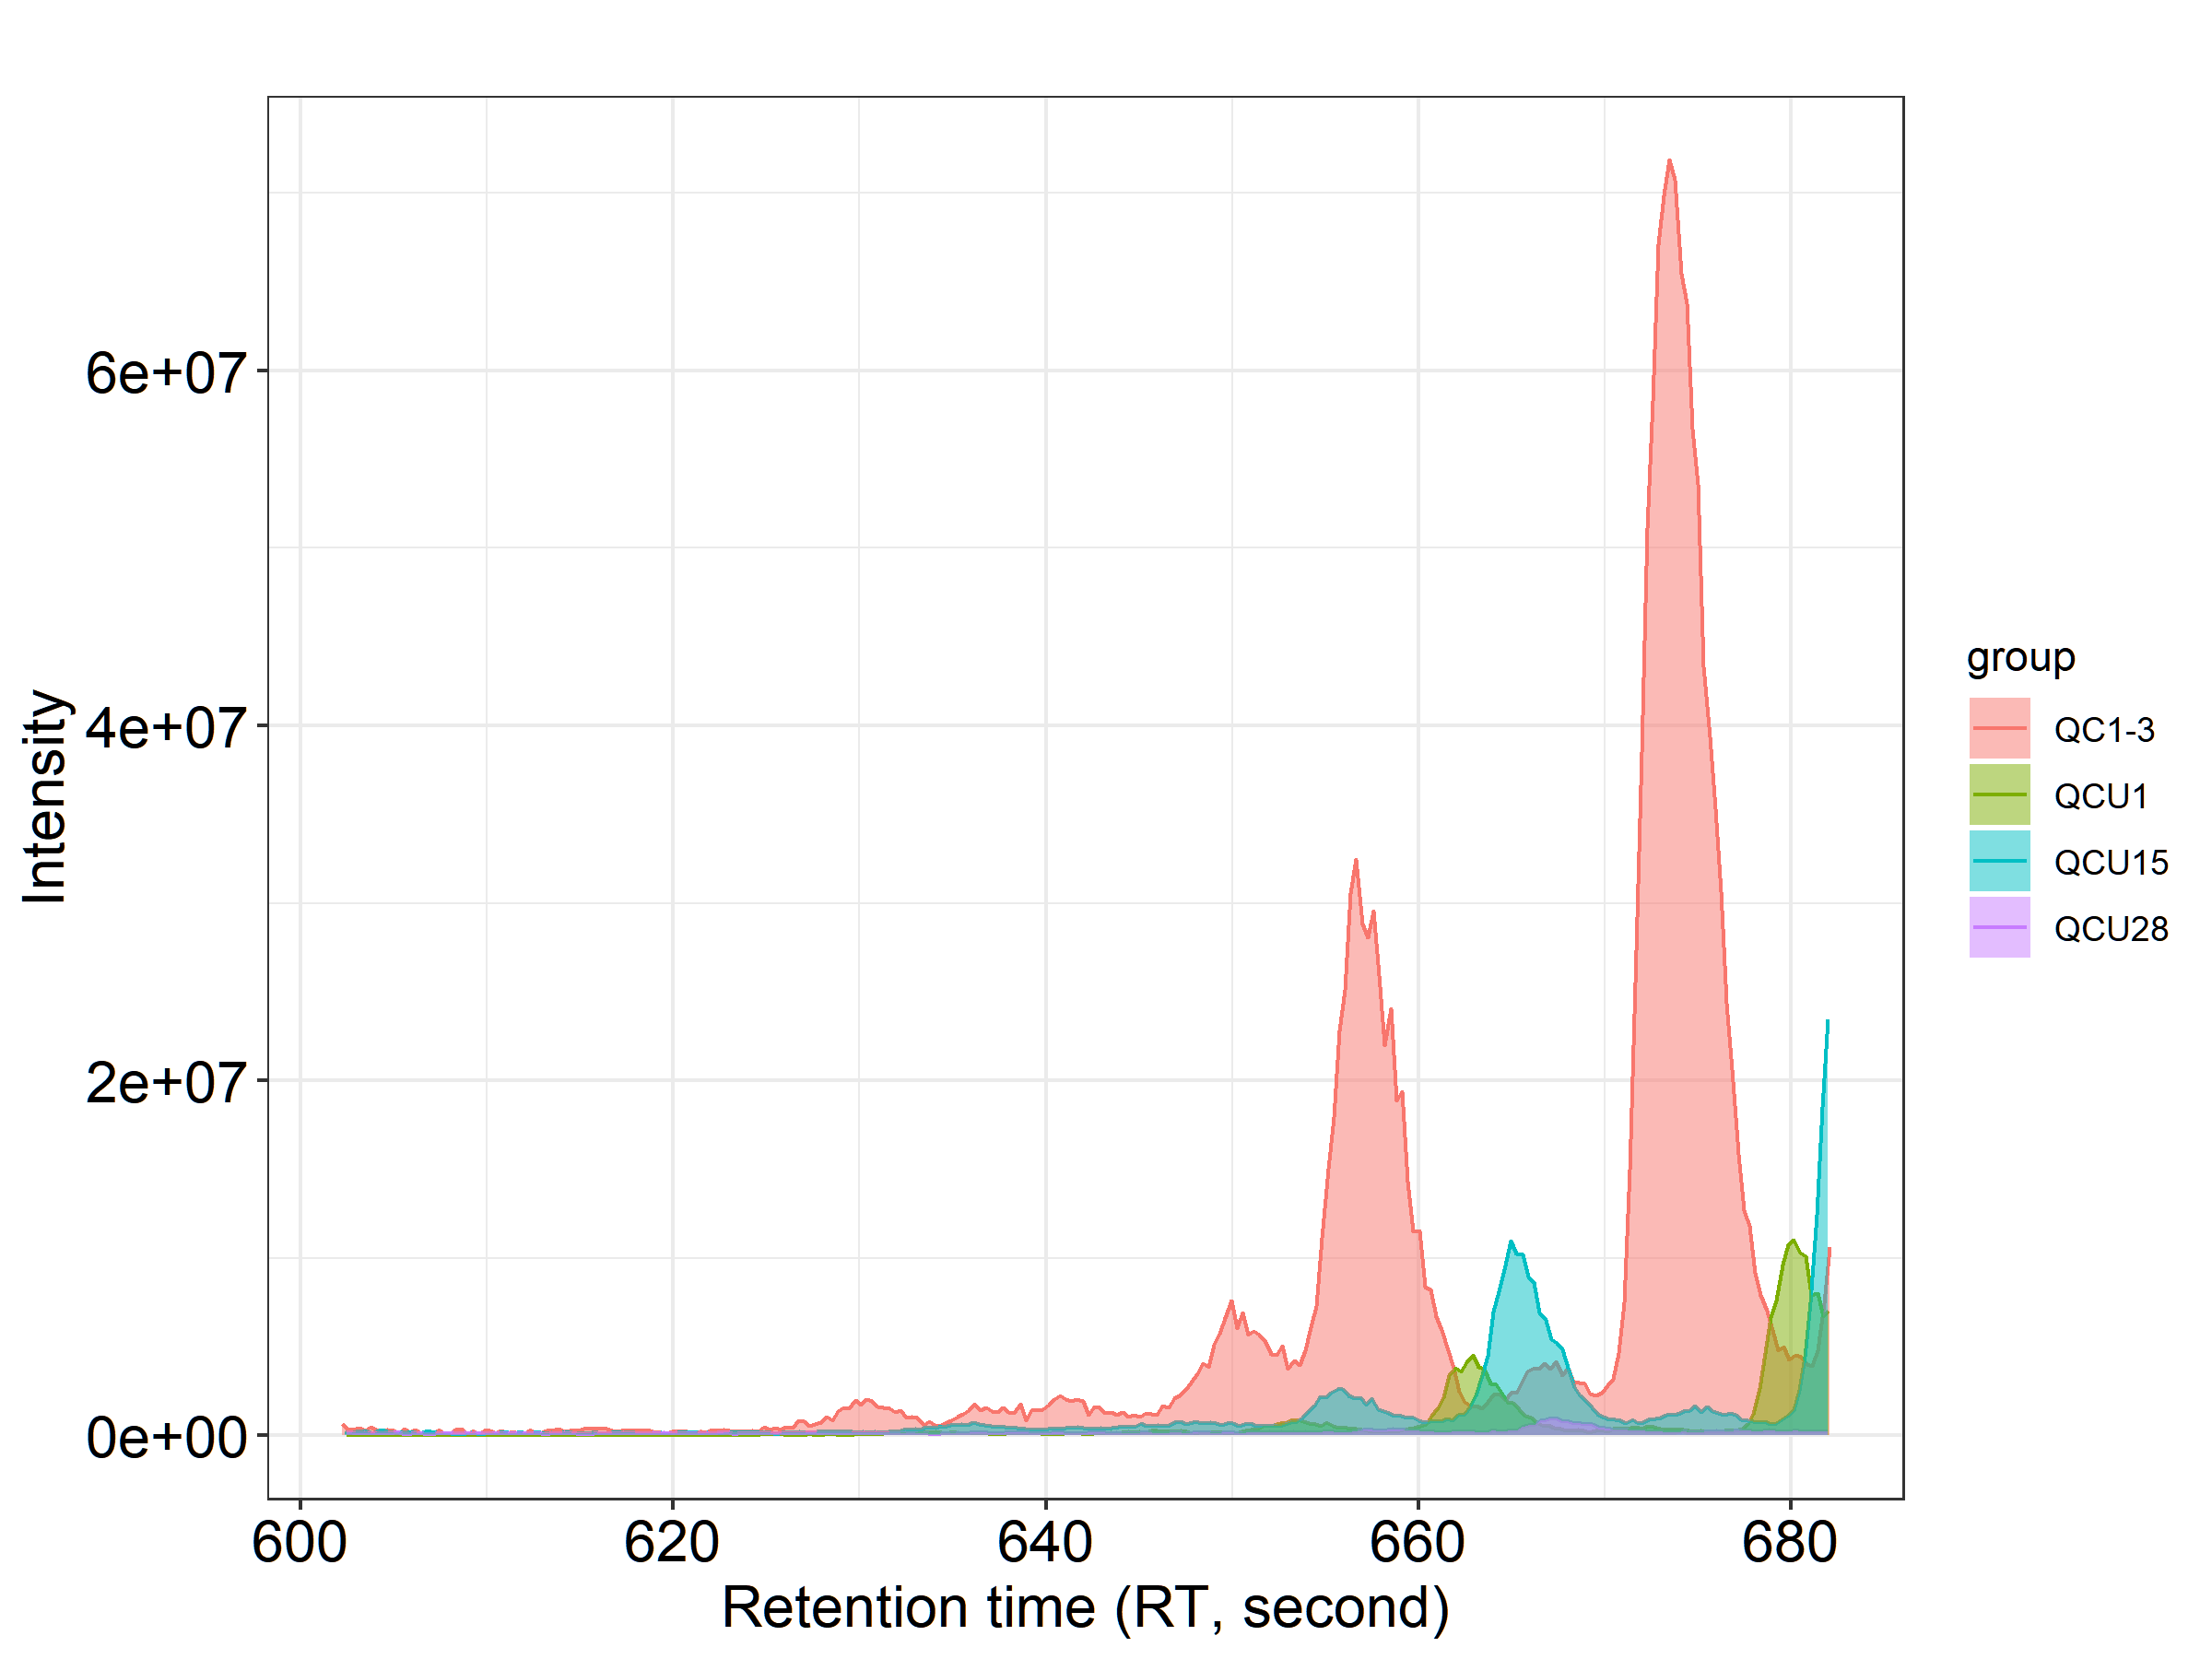 6e+07
4e+07
2e+07
0e+00
Intensity
600 620 640 660 680
Retention time (RT, second)
group
QC1-3
QCU1
QCU15
QCU28